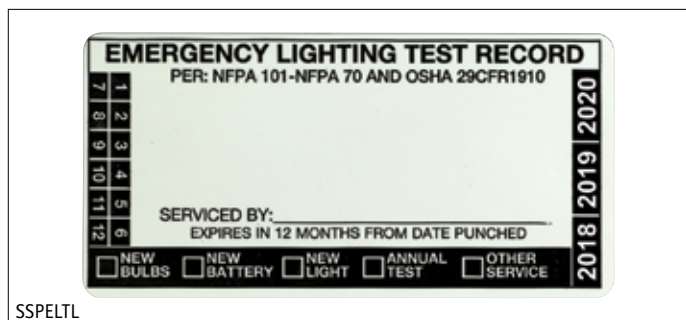 EMERGENCY LIGHTING TEST RECORD
PER: NFPA 101-NFPA 70 AND OSHA 29CFR1910
1 2 3 4 5 6
7 8 9 10 11 12
2018 2019 2020
SERVICED BY:
EXPIRES IN 12 MONTHS FROM DATE PUNCHED
NEW BULBS
NEW BATTERY
NEW LIGHT
ANNUAL TEST
OTHER SERVICE
SSPELTL